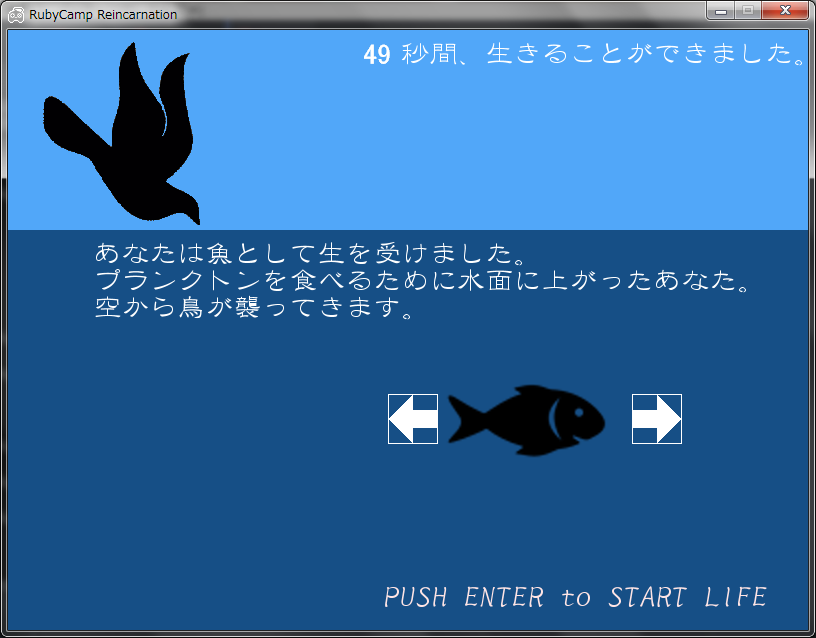 RubyCamp Reincarnation
49 秒間、生きることができました。
あなたは魚として生を受けました。
プランクトンを食べるために水面に上がったあなた。
空から鳥が襲ってきます。
PUSH ENTER to START LIFE